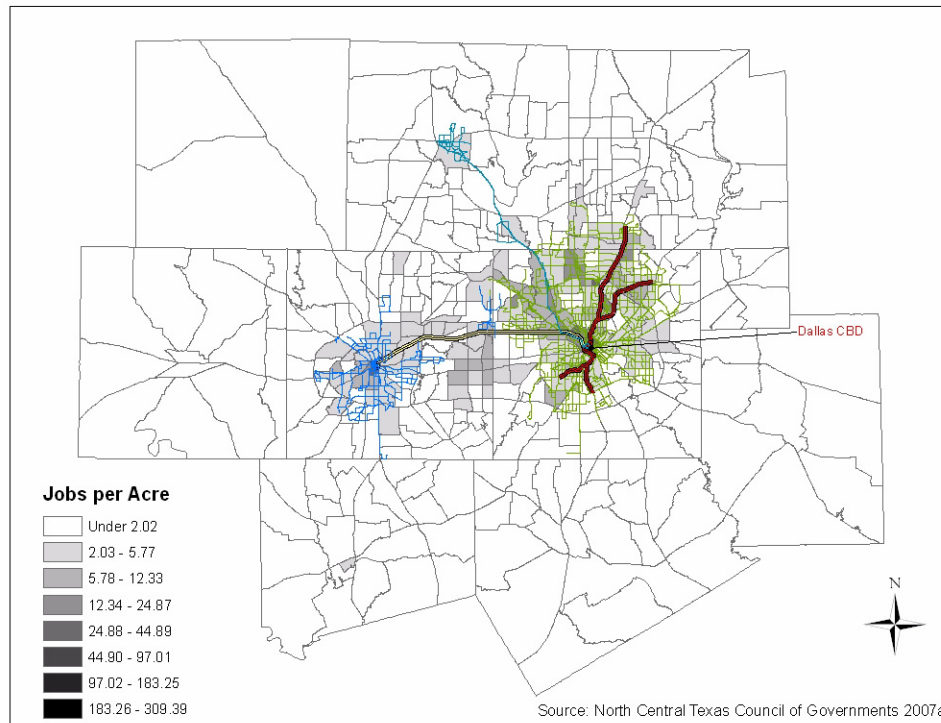 Dallas CBD
Jobs per Acre
Under 2.02
2.03 - 5.77
5.78 - 12.33
12.34 - 24.87
24.88 - 44.89
44.90 - 97.01
97.02 - 183.25
183.26 - 309.39
N
Source: North Central Texas Council of Governments 2007a